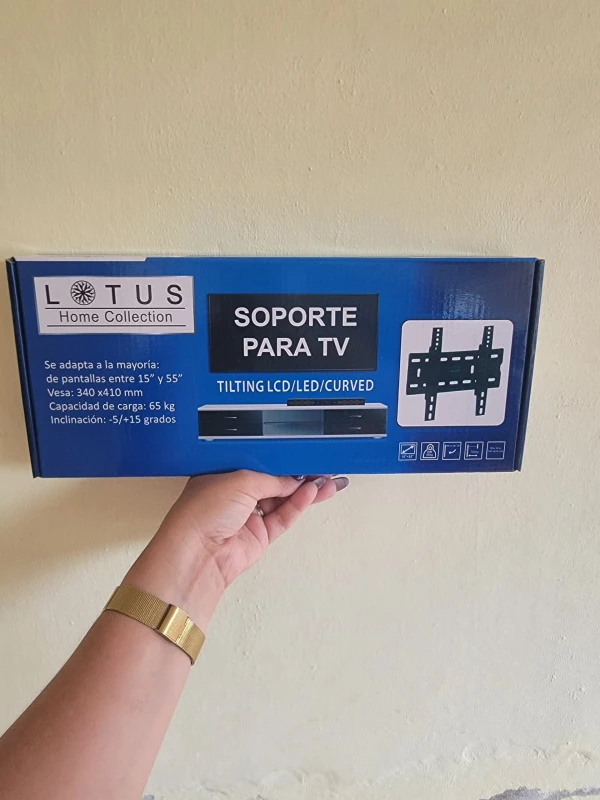 LOTUS
Home Collection
Se adapta a la mayoría:
de pantallas entre 15” y 55”
Vesa: 340 x410 mm
Capacidad de carga: 65 kg
Inclinación: -5/+15 grados
SOPORTE
PARA TV
TILTING LCD/LED/CURVED